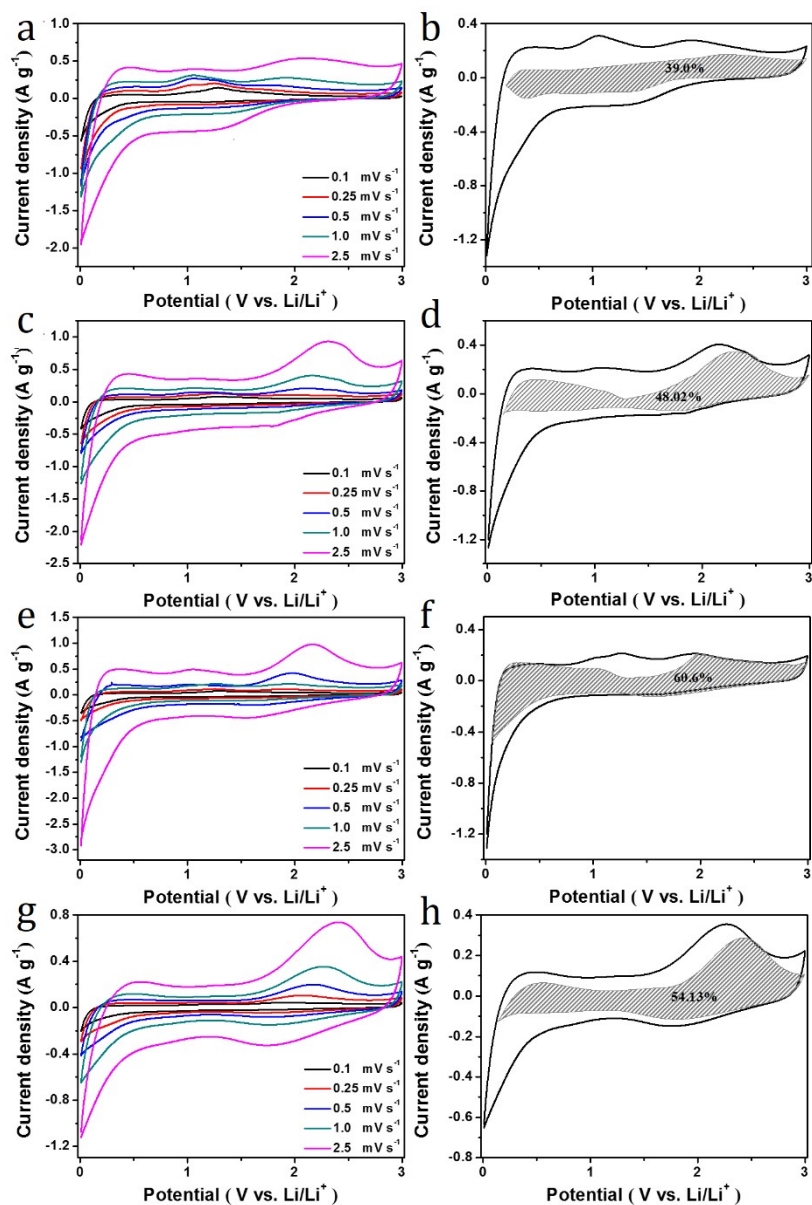 a
Current density (A g⁻¹)
1.0
0.5
0.0
-0.5
-1.0
-1.5
-2.0
0.1 mV s⁻¹
0.25 mV s⁻¹
0.5 mV s⁻¹
1.0 mV s⁻¹
2.5 mV s⁻¹
0 1 2 3
Potential ( V vs. Li/Li⁺ )
b
Current density (A g⁻¹)
0.4
0.0
-0.4
-0.8
-1.2
39.0%
0 1 2 3
Potential ( V vs. Li/Li⁺ )
c
Current density (A g⁻¹)
1.0
0.5
0.0
-0.5
-1.0
-1.5
-2.0
-2.5
0.1 mV s⁻¹
0.25 mV s⁻¹
0.5 mV s⁻¹
1.0 mV s⁻¹
2.5 mV s⁻¹
0 1 2 3
Potential ( V vs. Li/Li⁺ )
d
Current density (A g⁻¹)
0.4
0.0
-0.4
-0.8
-1.2
48.02%
0 1 2 3
Potential ( V vs. Li/Li⁺ )
e
Current density (A g⁻¹)
1.5
1.0
0.5
0.0
-0.5
-1.0
-1.5
-2.0
-2.5
-3.0
0.1 mV s⁻¹
0.25 mV s⁻¹
0.5 mV s⁻¹
1.0 mV s⁻¹
2.5 mV s⁻¹
0 1 2 3
Potential ( V vs. Li/Li⁺ )
f
Current density (A g⁻¹)
0.4
0.0
-0.4
-0.8
-1.2
60.6%
0 1 2 3
Potential ( V vs. Li/Li⁺ )
g
Current density (A g⁻¹)
0.8
0.4
0.0
-0.4
-0.8
-1.2
0.1 mV s⁻¹
0.25 mV s⁻¹
0.5 mV s⁻¹
1.0 mV s⁻¹
2.5 mV s⁻¹
0 1 2 3
Potential ( V vs. Li/Li⁺ )
h
Current density (A g⁻¹)
0.4
0.2
0.0
-0.2
-0.4
-0.6
-0.8
54.13%
0 1 2 3
Potential ( V vs. Li/Li⁺ )